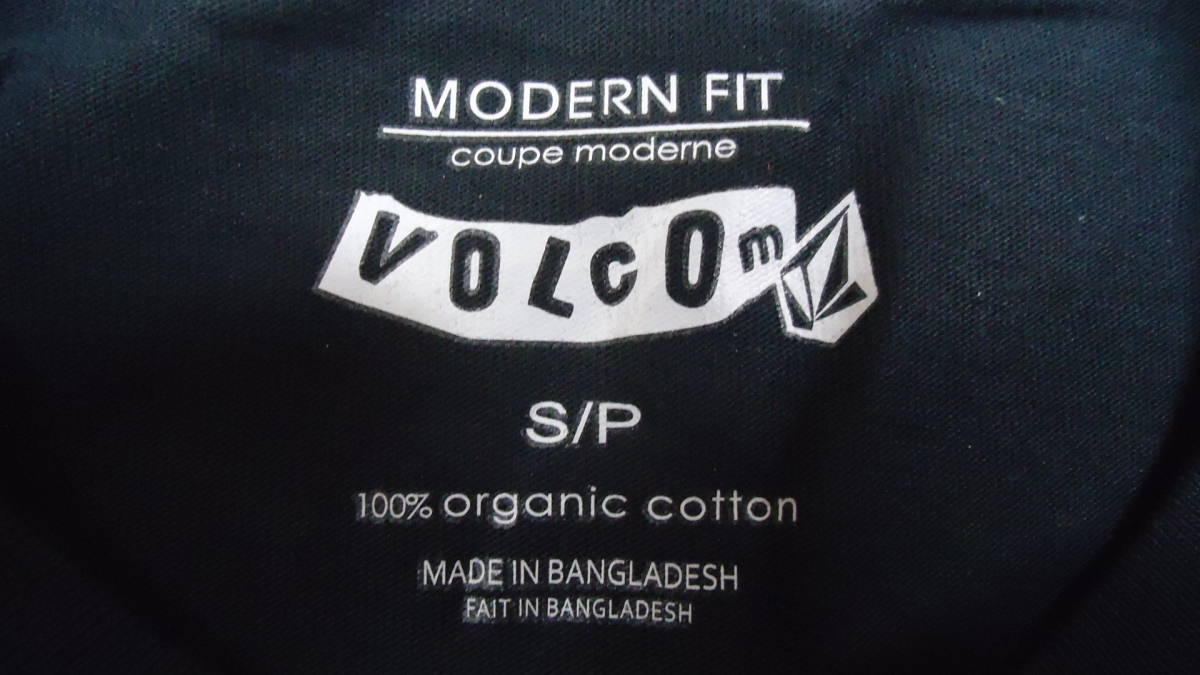 MODERN FIT
coupe moderne
VOLCOm
S/P
100% organic cotton
MADE IN BANGLADESH
FAIT IN BANGLADESH